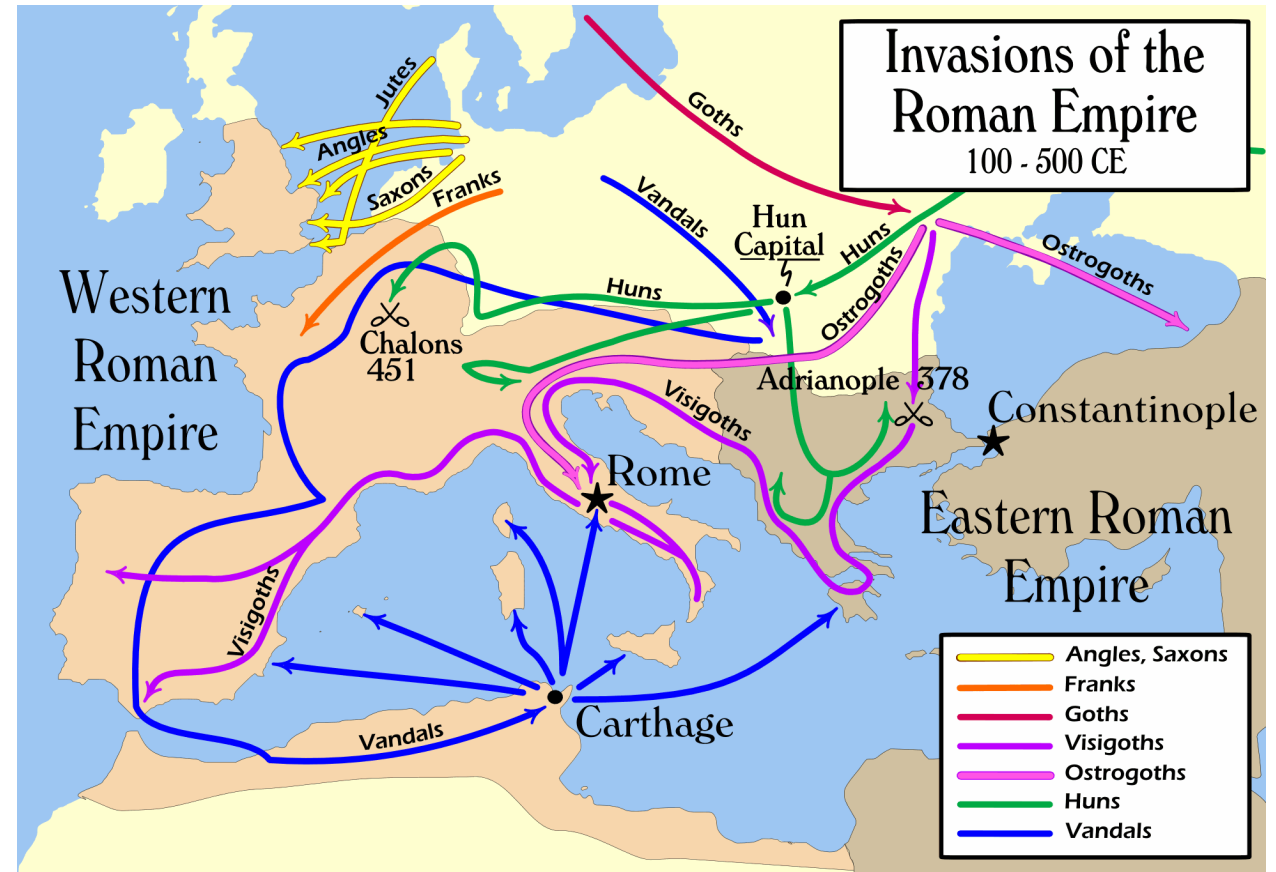 Invasions of the
Roman Empire
100 - 500 CE
Jutes
Angles
Saxons
Franks
Goths
Vandals
Hun
Capital
Huns
Ostrogoths
Ostrogoths
Huns
Western
Roman
Empire
Chalons
451
Adrianople 378
Visigoths
Constantinople
Rome
Eastern Roman
Empire
Visigoths
Carthage
Vandals
Angles, Saxons
Franks
Goths
Visigoths
Ostrogoths
Huns
Vandals